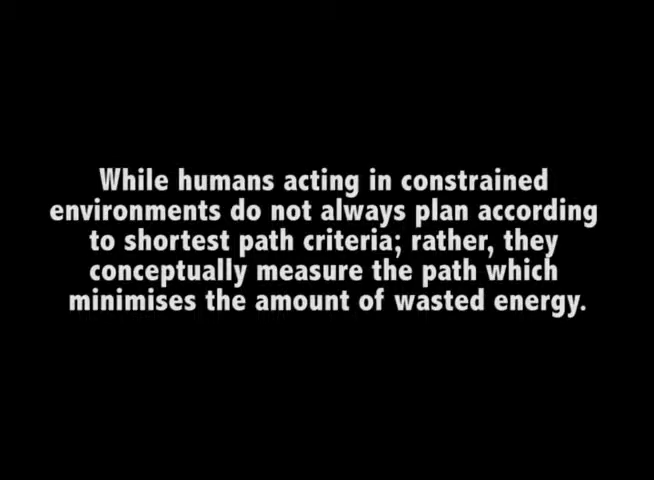 While humans acting in constrained
environments do not always plan according
to shortest path criteria; rather, they
conceptually measure the path which
minimises the amount of wasted energy.